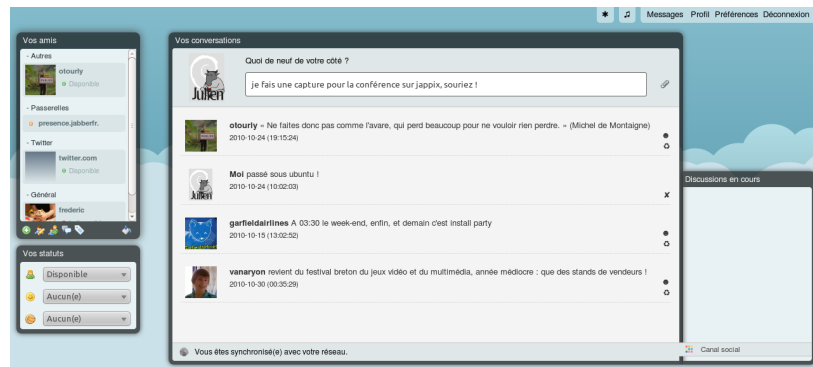 Messages Profil Préférences Déconnexion
Vos amis
- Autres
otourly
Disponible
- Passerelles
presence.jabberfr.
- Twitter
twitter.com
Disponible
- Général
frederic
Vos statuts
Disponible
Aucun(e)
Aucun(e)
Vos conversations
Julien
Quoi de neuf de votre côté ?
je fais une capture pour la conférence sur jappix, souriez !
otourly « Ne faites donc pas comme l'avare, qui perd beaucoup pour ne vouloir rien perdre. » (Michel de Montaigne)
2010-10-24 (19:15:24)
Julien
Moi passé sous ubuntu !
2010-10-24 (10:02:03)
garfieldairlines A 03:30 le week-end, enfin, et demain c'est install party
2010-10-15 (13:02:52)
vanaryon revient du festival breton du jeux vidéo et du multimédia, année médiocre : que des stands de vendeurs !
2010-10-30 (00:35:29)
Vous êtes synchronisé(e) avec votre réseau.
Discussions en cours
Canal social